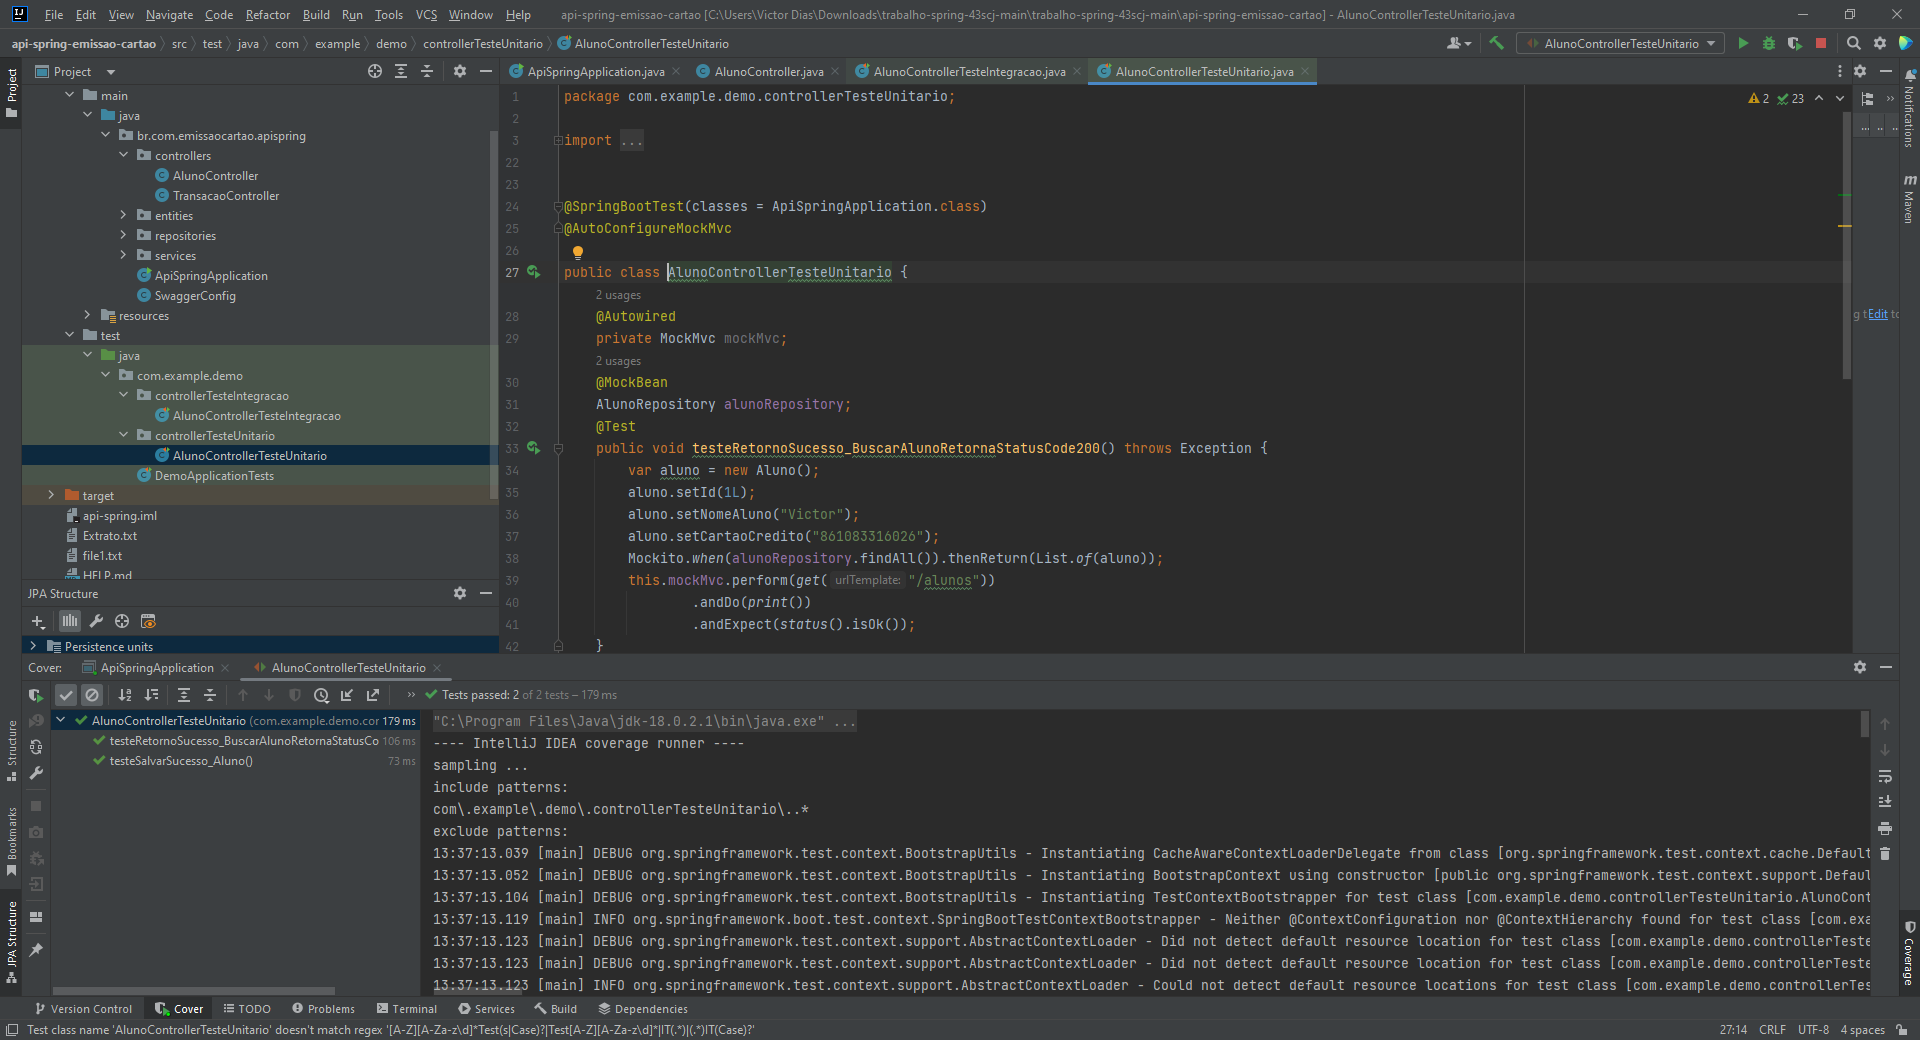 File Edit View Navigate Code Refactor Build Run Tools VCS Window Help api-spring-emissao-cartao [C:\Users\Victor Dias\Downloads\trabalho-spring-43scj-main\trabalho-spring-43scj-main\api-spring-emissao-cartao] - AlunoControllerTesteUnitario.java
api-spring-emissao-cartao src test java com example demo controllerTesteUnitario AlunoControllerTesteUnitario
AlunoControllerTesteUnitario
Project
Project
ApiSpringApplication.java AlunoController.java AlunoControllerTesteIntegracao.java AlunoControllerTesteUnitario.java
main
java
br.com.emissaocartao.apispring
controllers
AlunoController
TransacaoController
entities
repositories
services
ApiSpringApplication
SwaggerConfig
resources
test
java
com.example.demo
controllerTesteIntegracao
AlunoControllerTesteIntegracao
controllerTesteUnitario
AlunoControllerTesteUnitario
DemoApplicationTests
target
api-spring.iml
Extrato.txt
file1.txt
HELP.md
JPA Structure
Persistence units
2 23
1 package com.example.demo.controllerTesteUnitario;
2
3 import ...
22
23
24 @SpringBootTest(classes = ApiSpringApplication.class)
25 @AutoConfigureMockMvc
26
27 public class AlunoControllerTesteUnitario {
2 usages
28 @Autowired
29 private MockMvc mockMvc;
2 usages
30 @MockBean
31 AlunoRepository alunoRepository;
32 @Test
33 public void testeRetornoSucesso_BuscarAlunoRetornaStatusCode200() throws Exception {
34 var aluno = new Aluno();
35 aluno.setId(1L);
36 aluno.setNomeAluno("Victor");
37 aluno.setCartaoCredito("861083316026");
38 Mockito.when(alunoRepository.findAll()).thenReturn(List.of(aluno));
39 this.mockMvc.perform(get( urlTemplate: "/alunos"))
40 .andDo(print())
41 .andExpect(status().isOk());
42 }
g tEdit to
Notifications
Maven
Coverage
Structure
Bookmarks
JPA Structure
Cover: ApiSpringApplication AlunoControllerTesteUnitario
Tests passed: 2 of 2 tests – 179 ms
AlunoControllerTesteUnitario (com.example.demo.cor 179 ms
testeRetornoSucesso_BuscarAlunoRetornaStatusCo 106 ms
testeSalvarSucesso_Aluno() 73 ms
"C:\Program Files\Java\jdk-18.0.2.1\bin\java.exe" ...
---- IntelliJ IDEA coverage runner ----
sampling ...
include patterns:
com\.example\.demo\.controllerTesteUnitario\..*
exclude patterns:
13:37:13.039 [main] DEBUG org.springframework.test.context.BootstrapUtils - Instantiating CacheAwareContextLoaderDelegate from class [org.springframework.test.context.cache.Default
13:37:13.052 [main] DEBUG org.springframework.test.context.BootstrapUtils - Instantiating BootstrapContext using constructor [public org.springframework.test.context.support.Defau
13:37:13.104 [main] DEBUG org.springframework.test.context.BootstrapUtils - Instantiating TestContextBootstrapper for test class [com.example.demo.controllerTesteUnitario.AlunoCont
13:37:13.119 [main] INFO org.springframework.boot.test.context.SpringBootTestContextBootstrapper - Neither @ContextConfiguration nor @ContextHierarchy found for test class [com.exa
13:37:13.123 [main] DEBUG org.springframework.test.context.support.AbstractContextLoader - Did not detect default resource location for test class [com.example.demo.controllerTeste
13:37:13.123 [main] DEBUG org.springframework.test.context.support.AbstractContextLoader - Did not detect default resource location for test class [com.example.demo.controllerTeste
13:37:13.123 [main] INFO org.springframework.test.context.support.AbstractContextLoader - Could not detect default resource locations for test class [com.example.demo.controllerTes
Version Control Cover TODO Problems Terminal Services Build Dependencies
Test class name 'AlunoControllerTesteUnitario' doesn't match regex '[A-Z][A-Za-z\d]*Test(s|Case)?|Test[A-Z][A-Za-z\d]*|IT(.*)|(.*)IT(Case)?' 27:14 CRLF UTF-8 4 spaces